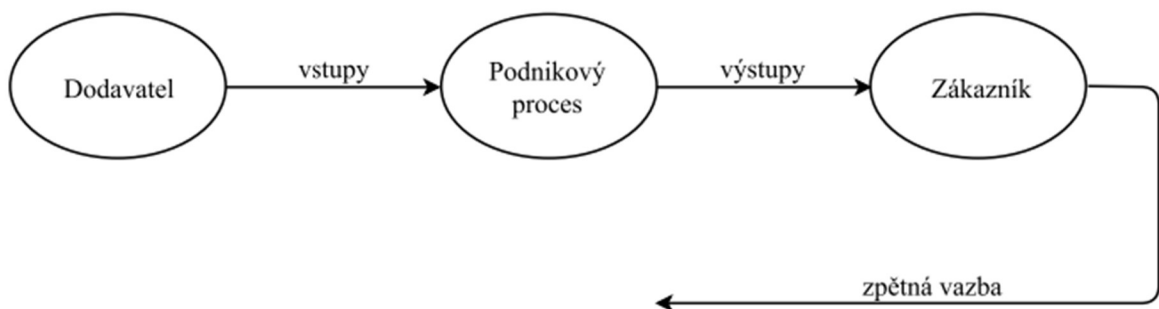 Dodavatel
vstupy
Podnikový
proces
výstupy
Zákazník
zpětná vazba